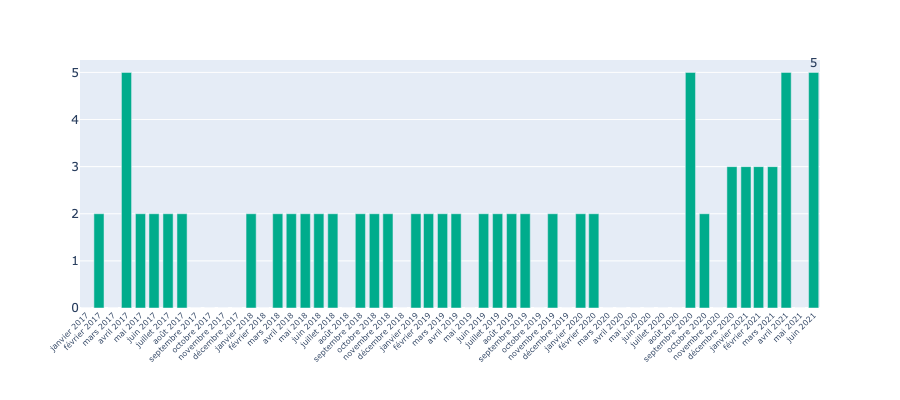 5
5
4
3
2
1
0
janvier 2017
février 2017
mars 2017
avril 2017
mai 2017
juin 2017
juillet 2017
août 2017
septembre 2017
octobre 2017
novembre 2017
décembre 2017
janvier 2018
février 2018
mars 2018
avril 2018
mai 2018
juin 2018
juillet 2018
août 2018
septembre 2018
octobre 2018
novembre 2018
décembre 2018
janvier 2019
février 2019
mars 2019
avril 2019
mai 2019
juin 2019
juillet 2019
août 2019
septembre 2019
octobre 2019
novembre 2019
décembre 2019
janvier 2020
février 2020
mars 2020
avril 2020
mai 2020
juin 2020
juillet 2020
août 2020
septembre 2020
octobre 2020
novembre 2020
décembre 2020
janvier 2021
février 2021
mars 2021
avril 2021
mai 2021
juin 2021